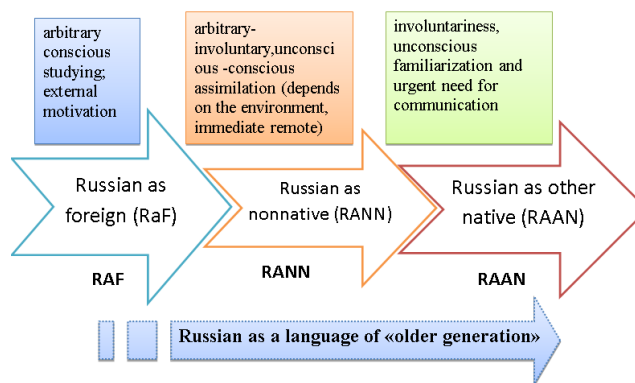 arbitrary
conscious
studying;
external
motivation
arbitrary-
involuntary,unconsci
ous -conscious
assimilation (depends
on the environment,
immediate remote)
involuntariness,
unconscious
familiarization and
urgent need for
communication
Russian as
foreign (RaF)
Russian as
nonnative (RANN)
Russian as other
native (RAAN)
RAF
RANN
RAAN
Russian as a language of «older generation»